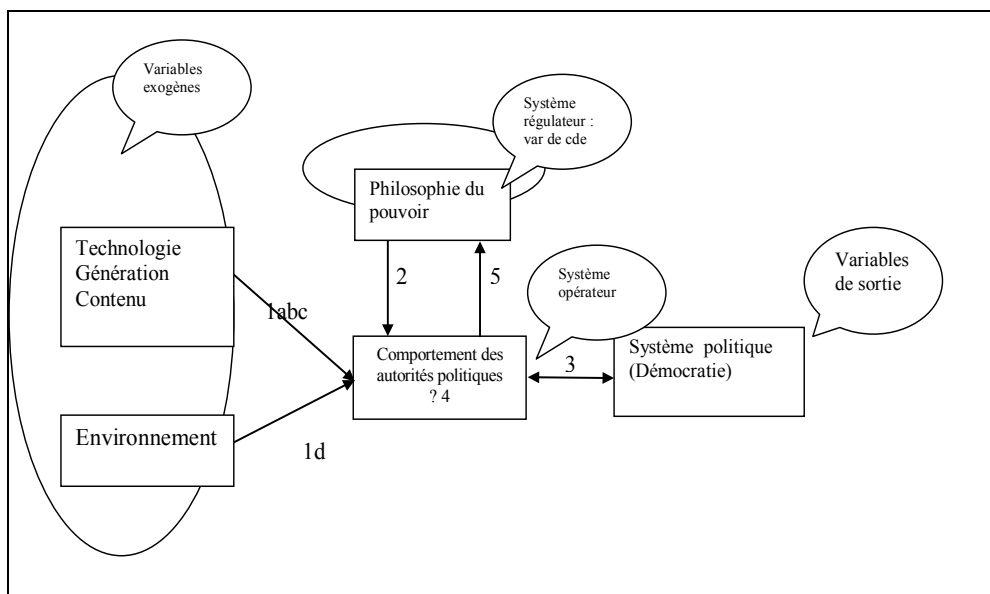 Variables
exogènes
Système
régulateur :
var de cde
Philosophie du
pouvoir
Technologie
Génération
Contenu
1abc
2
5
Système
opérateur
Variables
de sortie
Comportement des
autorités politiques
? 4
3
Système politique
(Démocratie)
Environnement
1d